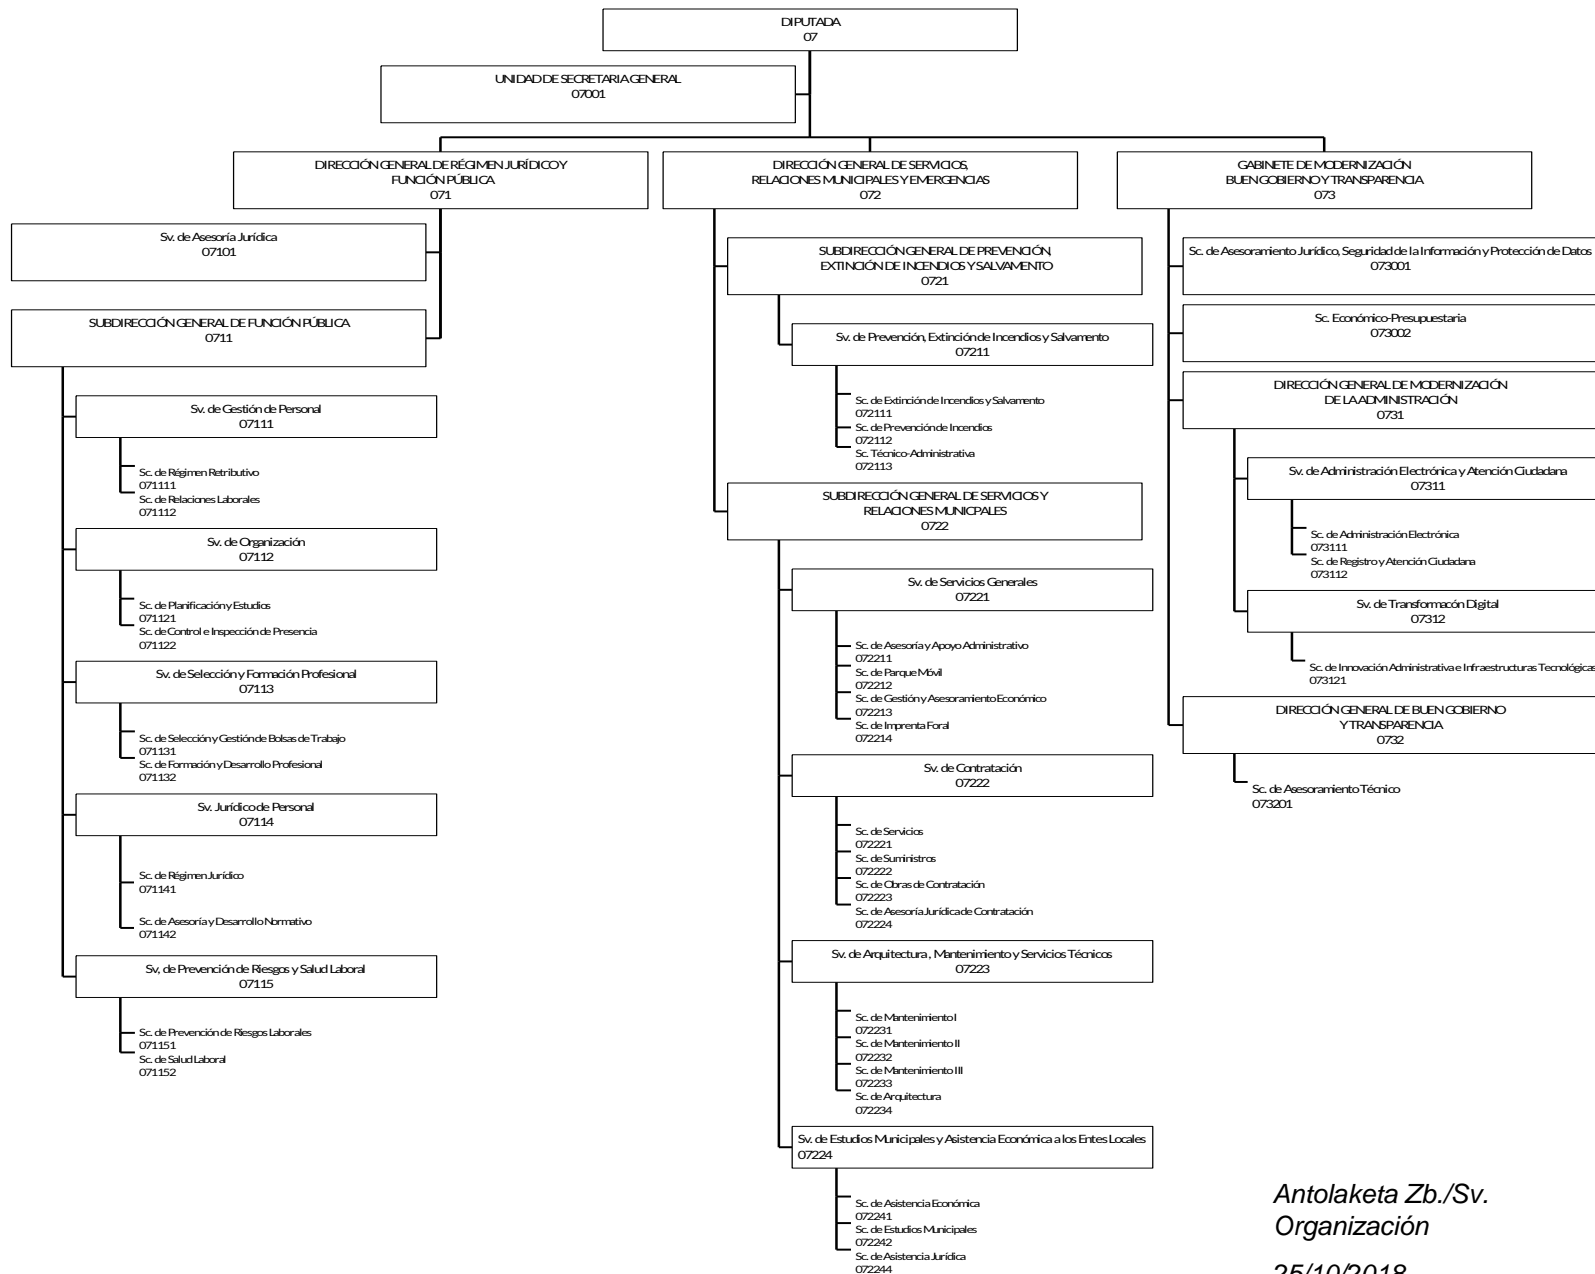 DIPUTADA
07
UNIDAD DE SECRETARIA GENERAL
07001
DIRECCIÓN GENERAL DE RÉGIMEN JURÍDICO Y
FUNCIÓN PÚBLICA
071
Sv. de Asesoría Jurídica
07101
SUBDIRECCIÓN GENERAL DE FUNCIÓN PÚBLICA
0711
Sv. de Gestión de Personal
07111
Sc. de Régimen Retributivo
071111
Sc. de Relaciones Laborales
071112
Sv. de Organización
07112
Sc. de Planificación y Estudios
071121
Sc. de Control e Inspección de Presencia
071122
Sv. de Selección y Formación Profesional
07113
Sc. de Selección y Gestión de Bolsas de Trabajo
071131
Sc. de Formación y Desarrollo Profesional
071132
Sv. Jurídico de Personal
07114
Sc. de Régimen Jurídico
071141
Sc. de Asesoría y Desarrollo Normativo
071142
Sv, de Prevención de Riesgos y Salud Laboral
07115
Sc. de Prevención de Riesgos Laborales
071151
Sc. de Salud Laboral
071152
DIRECCIÓN GENERAL DE SERVICIOS,
RELACIONES MUNICIPALES Y EMERGENCIAS
072
SUBDIRECCIÓN GENERAL DE PREVENCIÓN,
EXTINCIÓN DE INCENDIOS Y SALVAMENTO
0721
Sv. de Prevención, Extinción de Incendios y Salvamento
07211
Sc. de Extinción de Incendios y Salvamento
072111
Sc. de Prevención de Incendios
072112
Sc. Técnico-Administrativa
072113
SUBDIRECCIÓN GENERAL DE SERVICIOS Y
RELACIONES MUNICPALES
0722
Sv. de Servicios Generales
07221
Sc. de Asesoría y Apoyo Administrativo
072211
Sc. de Parque Móvil
072212
Sc. de Gestión y Asesoramiento Económico
072213
Sc. de Imprenta Foral
072214
Sv. de Contratación
07222
Sc. de Servicios
072221
Sc. de Suministros
072222
Sc. de Obras de Contratación
072223
Sc. de Asesoría Jurídica de Contratación
072224
Sv. de Arquitectura , Mantenimiento y Servicios Técnicos
07223
Sc. de Mantenimiento I
072231
Sc. de Mantenimiento II
072232
Sc. de Mantenimiento III
072233
Sc. de Arquitectura
072234
Sv. de Estudios Municipales y Asistencia Económica a los Entes Locales
07224
Sc. de Asistencia Económica
072241
Sc. de Estudios Municipales
072242
Sc. de Asistencia Jurídica
072244
GABINETE DE MODERNIZACIÓN
BUEN GOBIERNO Y TRANSPARENCIA
073
Sc. de Asesoramiento Jurídico, Seguridad de la Información y Protección de Datos
073001
Sc. Económico-Presupuestaria
073002
DIRECCIÓN GENERAL DE MODERNIZACIÓN
DE LA ADMINISTRACIÓN
0731
Sv. de Administración Electrónica y Atención Ciudadana
07311
Sc. de Administración Electrónica
073111
Sc. de Registro y Atención Ciudadana
073112
Sv. de Transformacón Digital
07312
Sc. de Innovación Administrativa e Infraestructuras Tecnológicas
073121
DIRECCIÓN GENERAL DE BUEN GOBIERNO
Y TRANSPARENCIA
0732
Sc. de Asesoramiento Técnico
073201
Antolaketa Zb./Sv.
Organización
25/10/2018